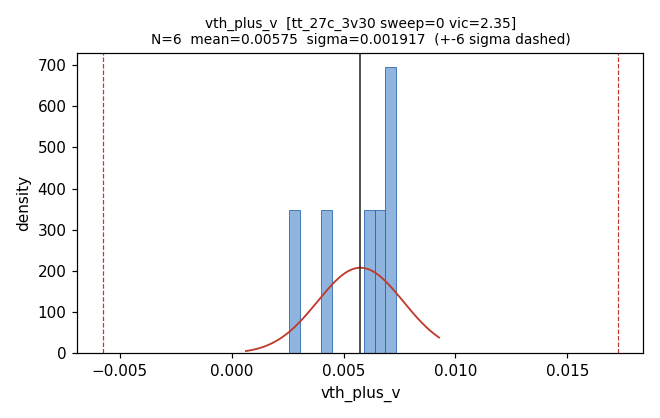 vth_plus_v  [tt_27c_3v30 sweep=0 vic=2.35]
N=6  mean=0.00575  sigma=0.001917  (+-6 sigma dashed)
700
600
500
400
300
200
100
0
density
−0.005 0.000 0.005 0.010 0.015
vth_plus_v